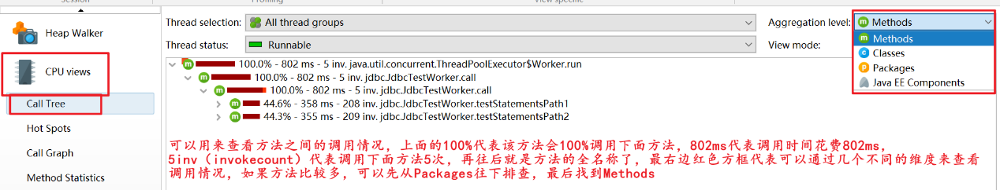 Session
Profiling
View specific
Heap Walker
CPU views
Call Tree
Hot Spots
Call Graph
Method Statistics
Thread selection:
All thread groups
Thread status:
Runnable
Aggregation level:
Methods
View mode:
Methods
Classes
Packages
Java EE Components
100.0% - 802 ms - 5 inv. java.util.concurrent.ThreadPoolExecutor$Worker.run
100.0% - 802 ms - 5 inv. jdbc.JdbcTestWorker.call
100.0% - 802 ms - 5 inv. jdbc.JdbcTestWorker.call
44.6% - 358 ms - 208 inv. jdbc.JdbcTestWorker.testStatementsPath1
44.3% - 355 ms - 209 inv. jdbc.JdbcTestWorker.testStatementsPath2
可以用来查看方法之间的调用情况，上面的100%代表该方法会100%调用下面方法，802ms代表调用时间花费802ms，
5inv（invokecount）代表调用下面方法5次，再往后就是方法的全名称了，最右边红色方框代表可以通过几个不同的维度来查看
调用情况，如果方法比较多，可以先从Packages往下排查，最后找到Methods